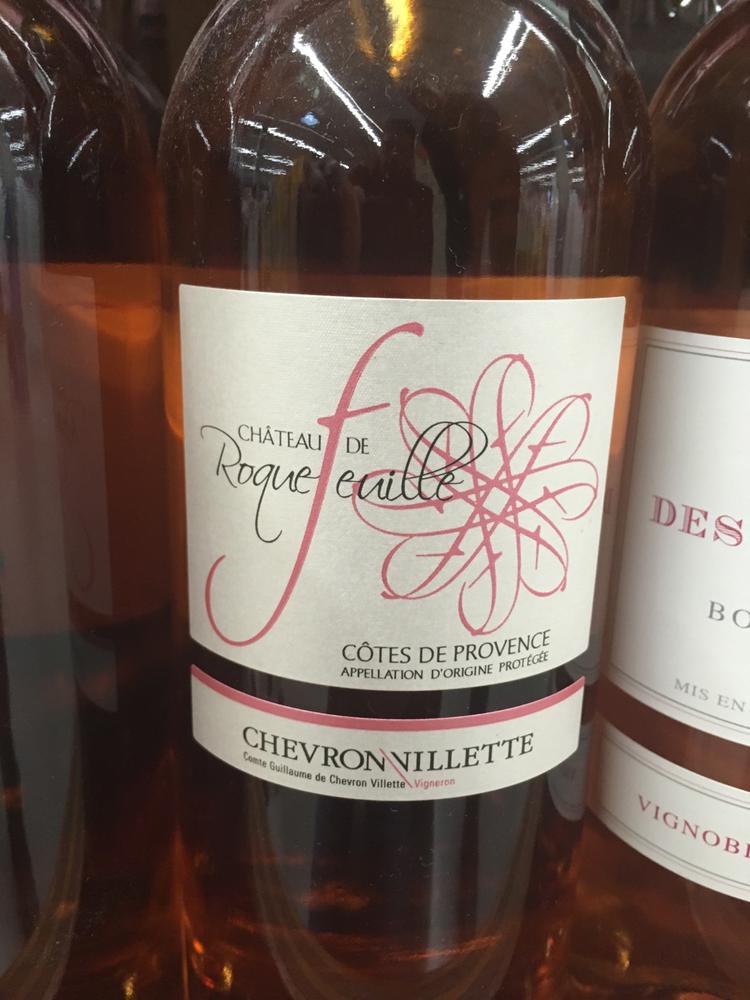 CHÂTEAU DE
Roquefeuille
CÔTES DE PROVENCE
APPELLATION D'ORIGINE PROTÉGÉE
CHEVRON VILLETTE
Comte Guillaume de Chevron Villette \ Vigneron
DES
BO
MIS EN
VIGNOBL